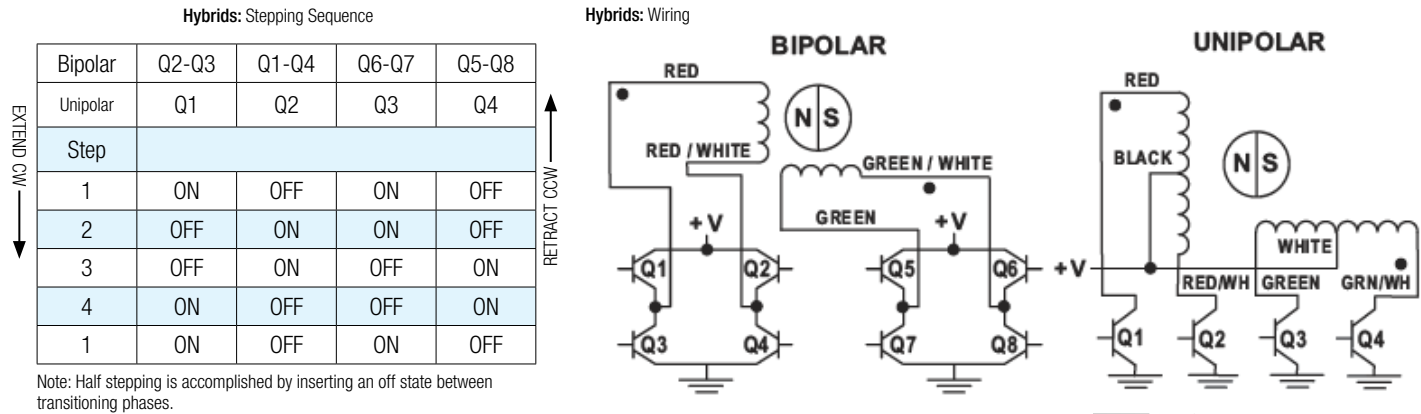 Hybrids: Stepping Sequence
Bipolar Q2-Q3 Q1-Q4 Q6-Q7 Q5-Q8
Unipolar Q1 Q2 Q3 Q4
Step
1 ON OFF ON OFF
2 OFF ON ON OFF
3 OFF ON OFF ON
4 ON OFF OFF ON
1 ON OFF ON OFF
EXTEND CW
RETRACT CCW
Note: Half stepping is accomplished by inserting an off state between
transitioning phases.
Hybrids: Wiring
BIPOLAR
RED
N S
RED / WHITE
GREEN / WHITE
GREEN
+V +V
Q1 Q2 Q5 Q6
Q3 Q4 Q7 Q8
UNIPOLAR
RED
BLACK
N S
WHITE
+V
RED/WH GREEN GRN/WH
Q1 Q2 Q3 Q4